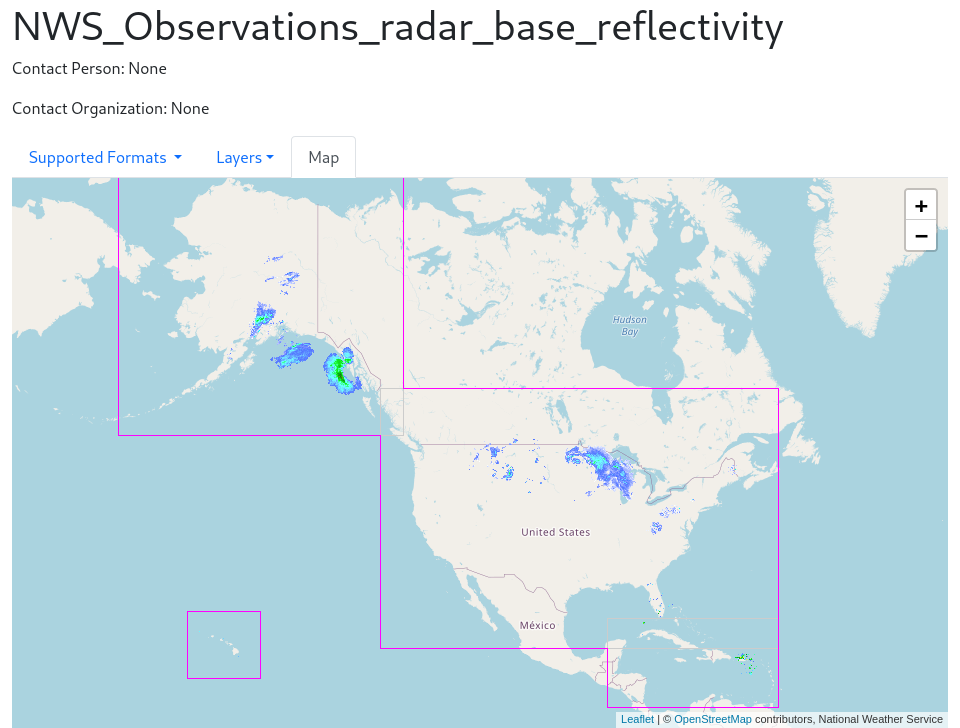 NWS_Observations_radar_base_reflectivity
Contact Person: None
Contact Organization: None
Supported Formats
Layers
Map
+
−
Hudson
Bay
United States
México
Leaflet | © OpenStreetMap contributors, National Weather Service